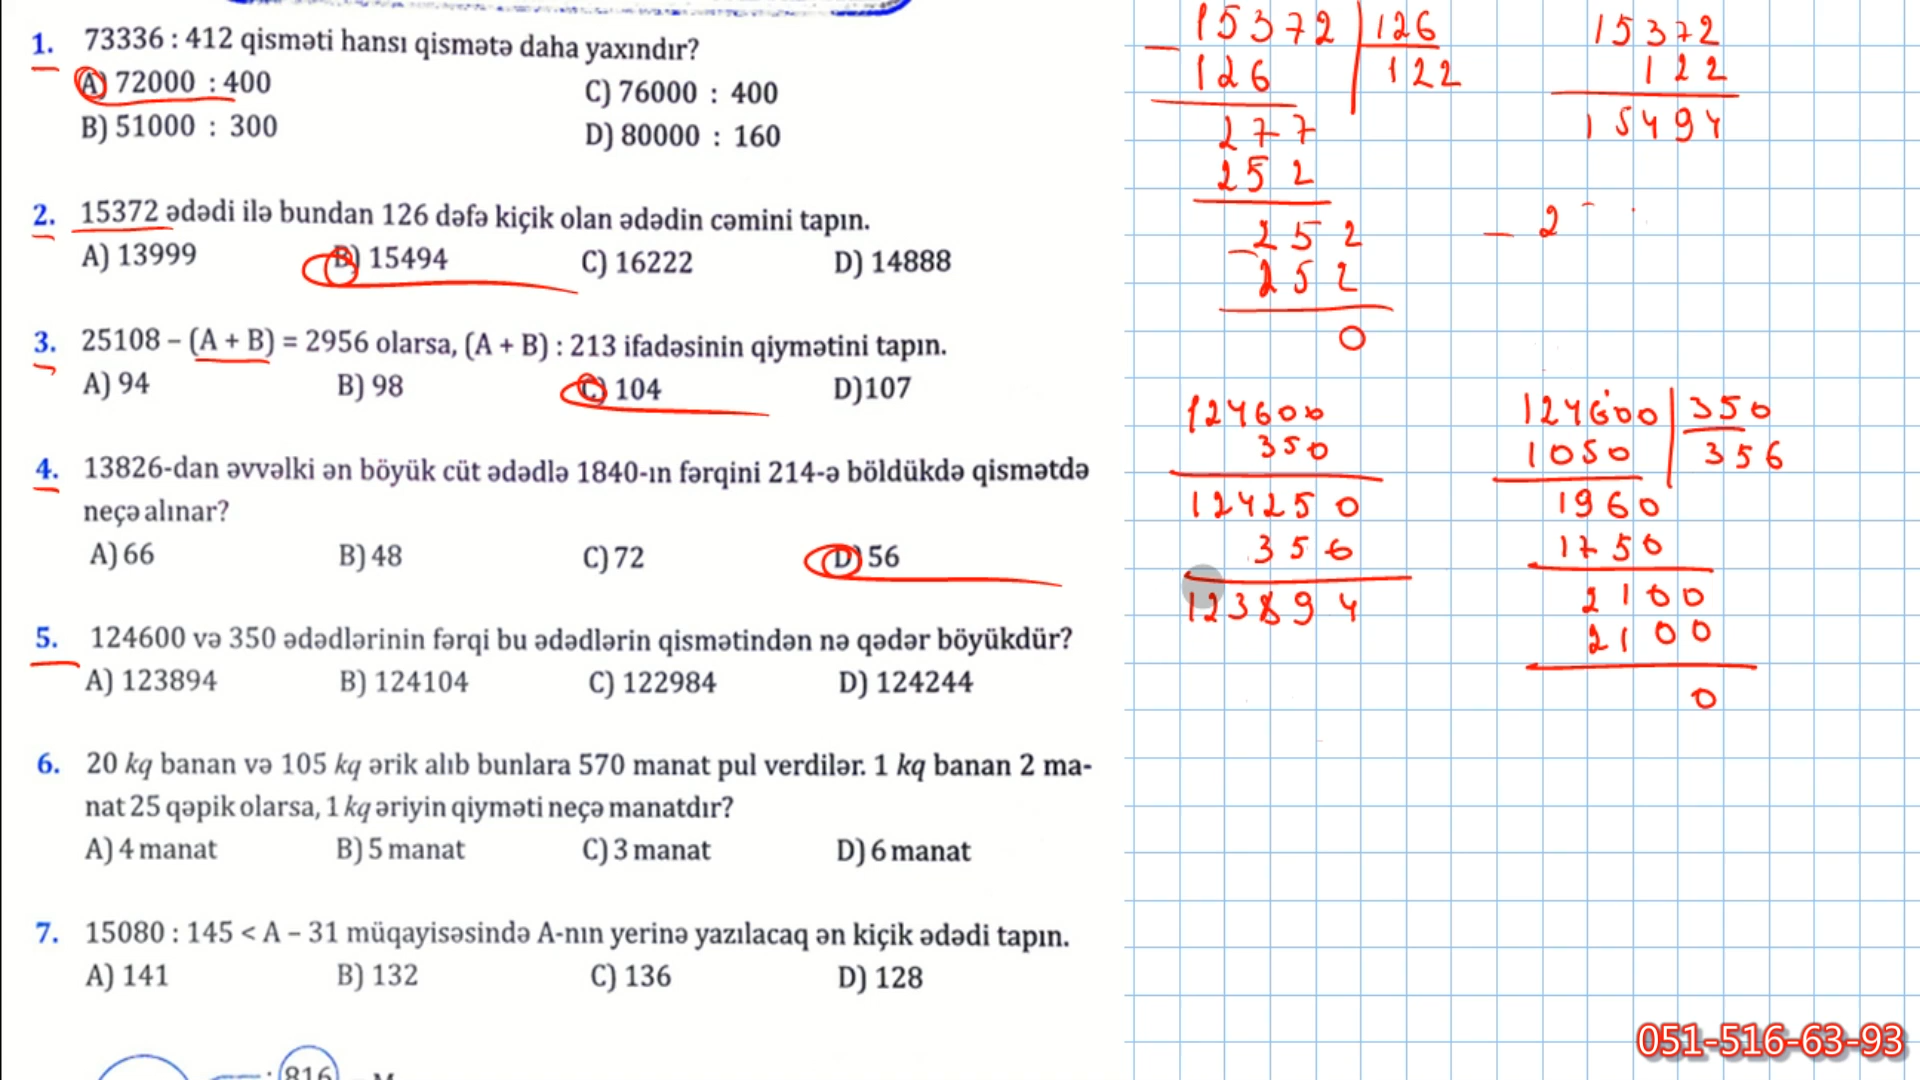 1. 73336 : 412 qisməti hansı qismətə daha yaxındır?
A) 72000 : 400
C) 76000 : 400
B) 51000 : 300
D) 80000 : 160
2. 15372 ədədi ilə bundan 126 dəfə kiçik olan ədədin cəmini tapın.
A) 13999
B) 15494
C) 16222
D) 14888
3. 25108 – (A + B) = 2956 olarsa, (A + B) : 213 ifadəsinin qiymətini tapın.
A) 94
B) 98
C) 104
D)107
4. 13826-dan əvvəlki ən böyük cüt ədədlə 1840-ın fərqini 214-ə böldükdə qismətdə
neçə alınar?
A) 66
B) 48
C) 72
D) 56
5. 124600 və 350 ədədlərinin fərqi bu ədədlərin qismətindən nə qədər böyükdür?
A) 123894
B) 124104
C) 122984
D) 124244
6. 20 kq banan və 105 kq ərik alıb bunlara 570 manat pul verdilər. 1 kq banan 2 ma-
nat 25 qəpik olarsa, 1 kq əriyin qiyməti neçə manatdır?
A) 4 manat
B) 5 manat
C) 3 manat
D) 6 manat
7. 15080 : 145 < A – 31 müqayisəsində A-nın yerinə yazılacaq ən kiçik ədədi tapın.
A) 141
B) 132
C) 136
D) 128
: 816
15372 126
– 126 122
277
252
– 252
252
0
15372
122
15494
– 2
124600
350
124250
356
123894
124600 350
1050 356
1960
1750
2100
2100
0
051-516-63-93